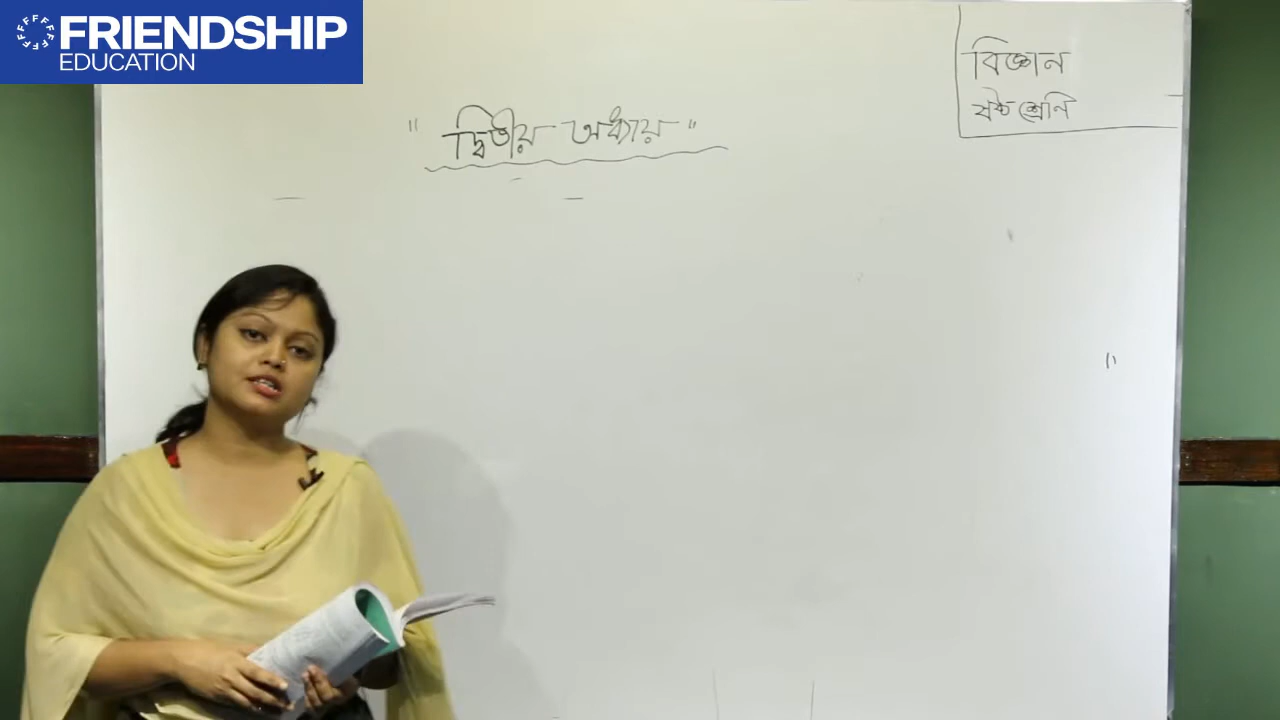 FRIENDSHIP
EDUCATION
বিজ্ঞান
ষষ্ঠ শ্রেনি
" দ্বিতীয় অধ্যায় "